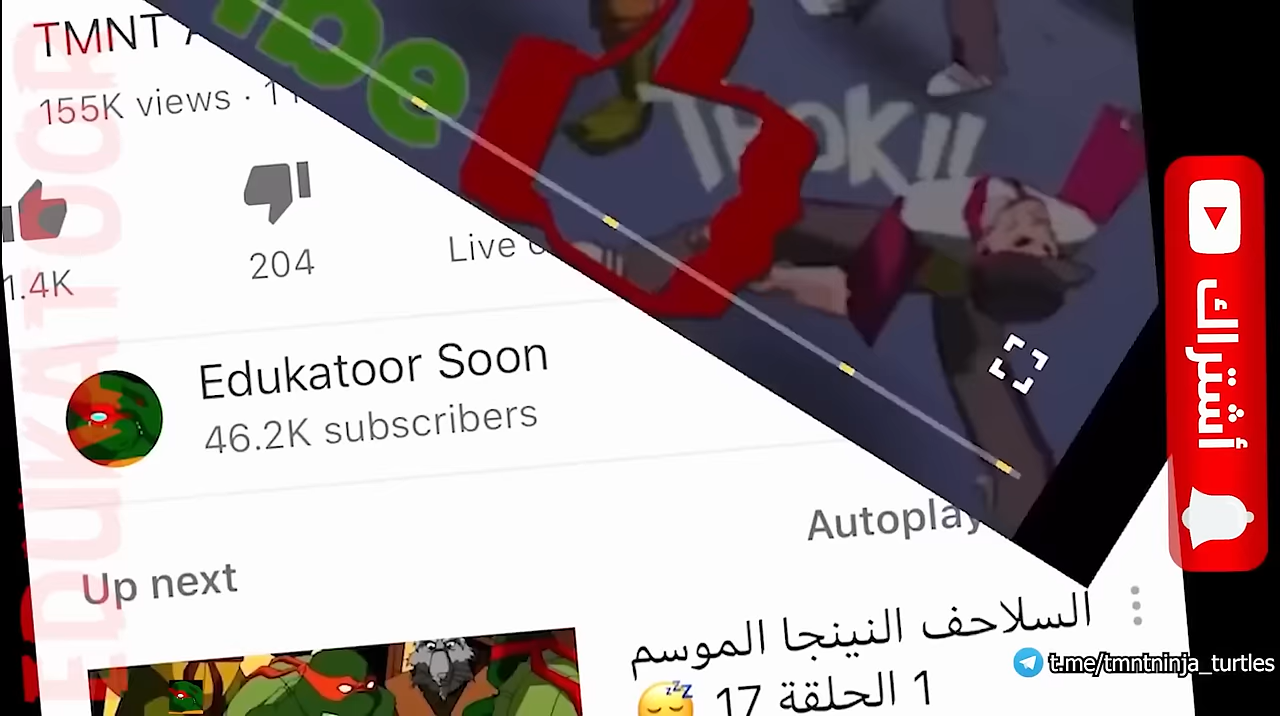 TMNT
155K views · 11
1.4K
204
Live
Edukatoor Soon
46.2K subscribers
Autoplay
Up next
السلاحف النينجا الموسم
1 الحلقة 17
EDUKATOOR
أشتراك
t.me/tmntninja_turtles